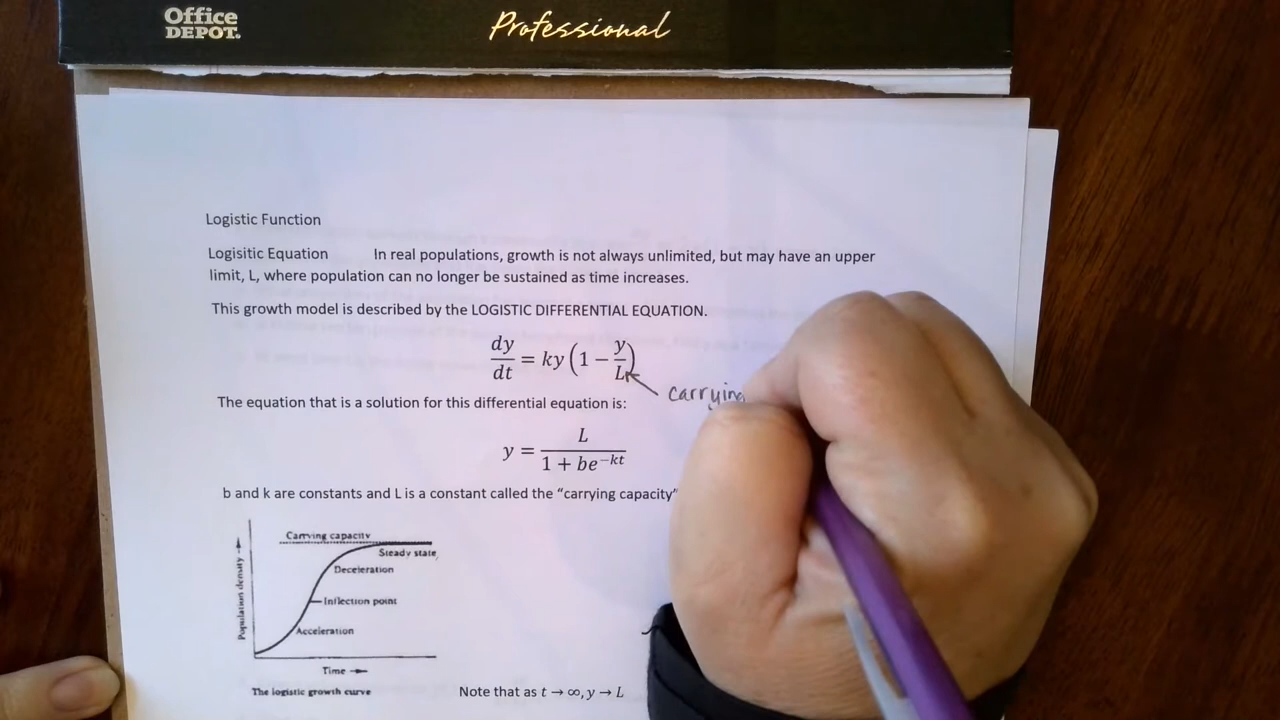 Office
DEPOT.
Professional
Logistic Function
Logisitic Equation In real populations, growth is not always unlimited, but may have an upper
limit, L, where population can no longer be sustained as time increases.
This growth model is described by the LOGISTIC DIFFERENTIAL EQUATION.
dy/dt = ky(1 − y/L)
carrying
The equation that is a solution for this differential equation is:
y = L/(1 + be^−kt)
b and k are constants and L is a constant called the “carrying capacity”
Carrying capacity
Steady state
Deceleration
Inflection point
Acceleration
Population density
Time
The logistic growth curve
Note that as t → ∞, y → L